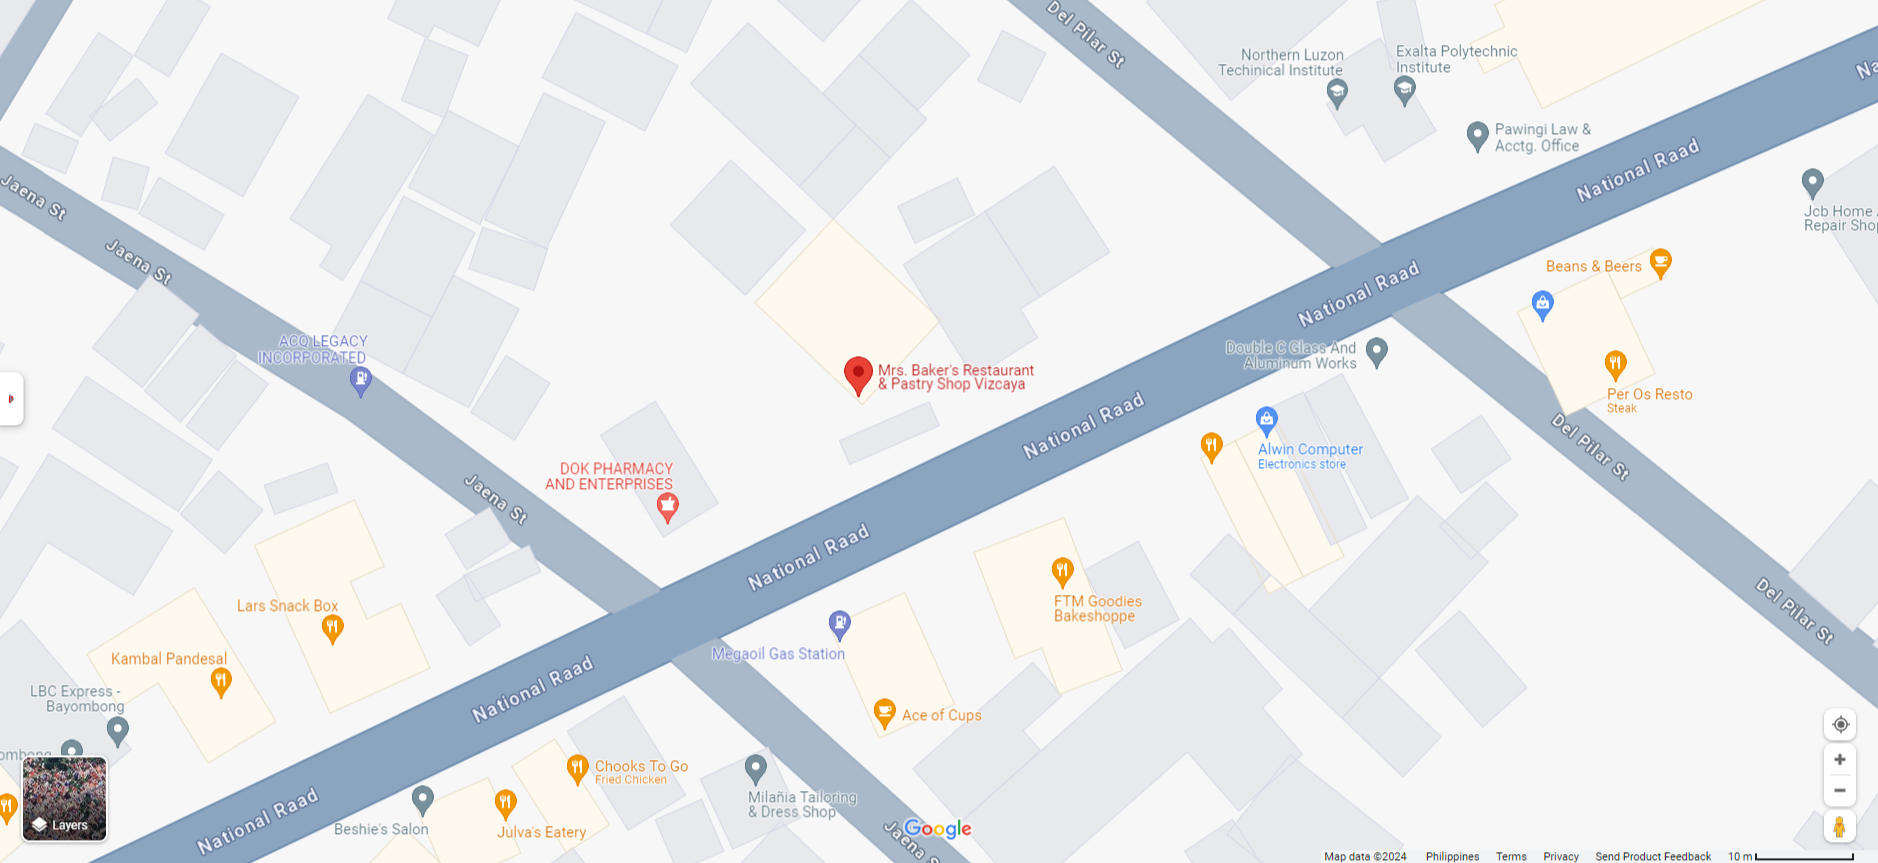 Del Pilar St
Northern Luzon
Techinical Institute
Exalta Polytechnic
Institute
Pawingi Law &
Acctg. Office
National Raad
Jcb Home
Repair Shop
Jaena St
Jaena St
ACQ LEGACY
INCORPORATED
Beans & Beers
National Raad
Double C Glass And
Aluminum Works
Mrs. Baker's Restaurant
& Pastry Shop Vizcaya
Per Os Resto
Steak
National Raad
Alwin Computer
Electronics store
Del Pilar St
DOK PHARMACY
AND ENTERPRISES
Jaena St
National Raad
FTM Goodies
Bakeshoppe
Del Pilar St
Lars Snack Box
Megaoil Gas Station
Kambal Pandesal
National Raad
LBC Express -
Bayombong
Ace of Cups
Chooks To Go
Fried Chicken
Milañia Tailoring
& Dress Shop
National Raad
Layers
Beshie's Salon
Julva's Eatery
Jaena S
Google
Map data ©2024 Philippines Terms Privacy Send Product Feedback 10 m